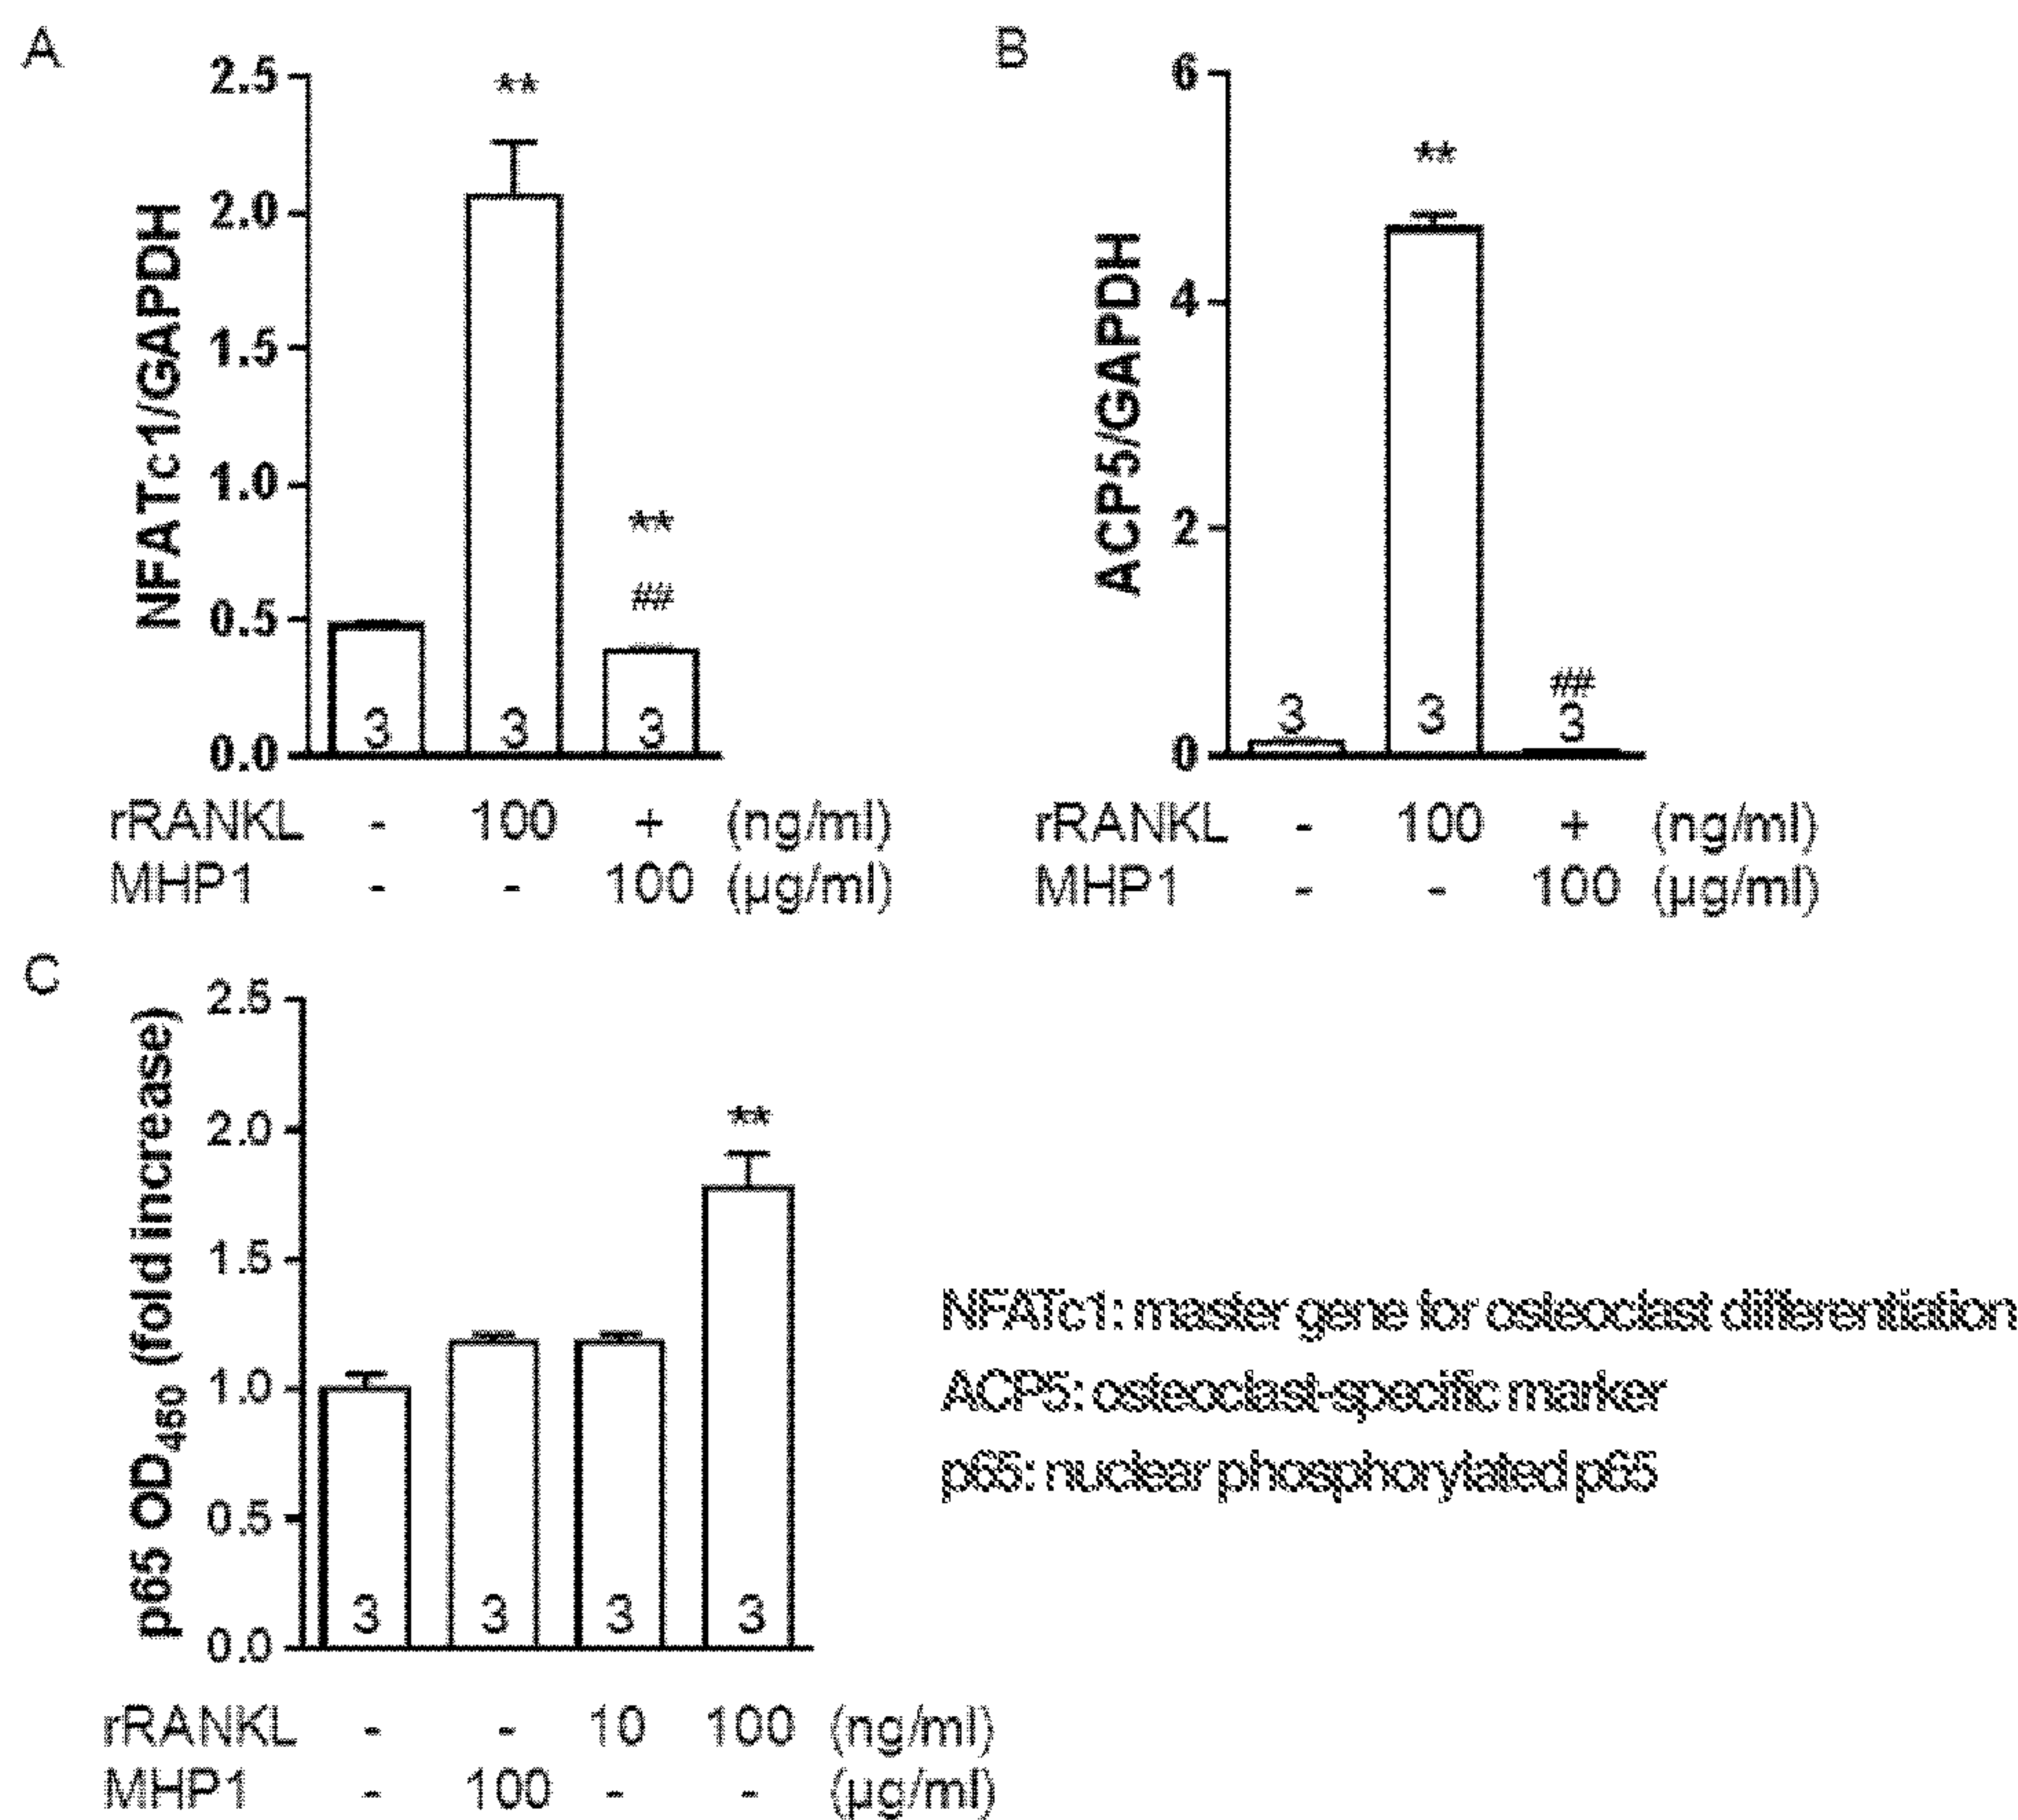 A
NFATc1/GAPDH
2.5
2.0
1.5
1.0
0.5
0.0
**
**
##
3 3 3
rRANKL - 100 + (ng/ml)
MHP1 - - 100 (μg/ml)
B
ACP5/GAPDH
6
4
2
0
**
##
3 3 3
rRANKL - 100 + (ng/ml)
MHP1 - - 100 (μg/ml)
C
p65 OD450 (fold increase)
2.5
2.0
1.5
1.0
0.5
0.0
**
3 3 3 3
rRANKL - - 10 100 (ng/ml)
MHP1 - 100 - - (μg/ml)
NFATc1: master gene for osteoclast differentiation
ACP5: osteoclast-specific marker
p65: nuclear phosphorylated p65